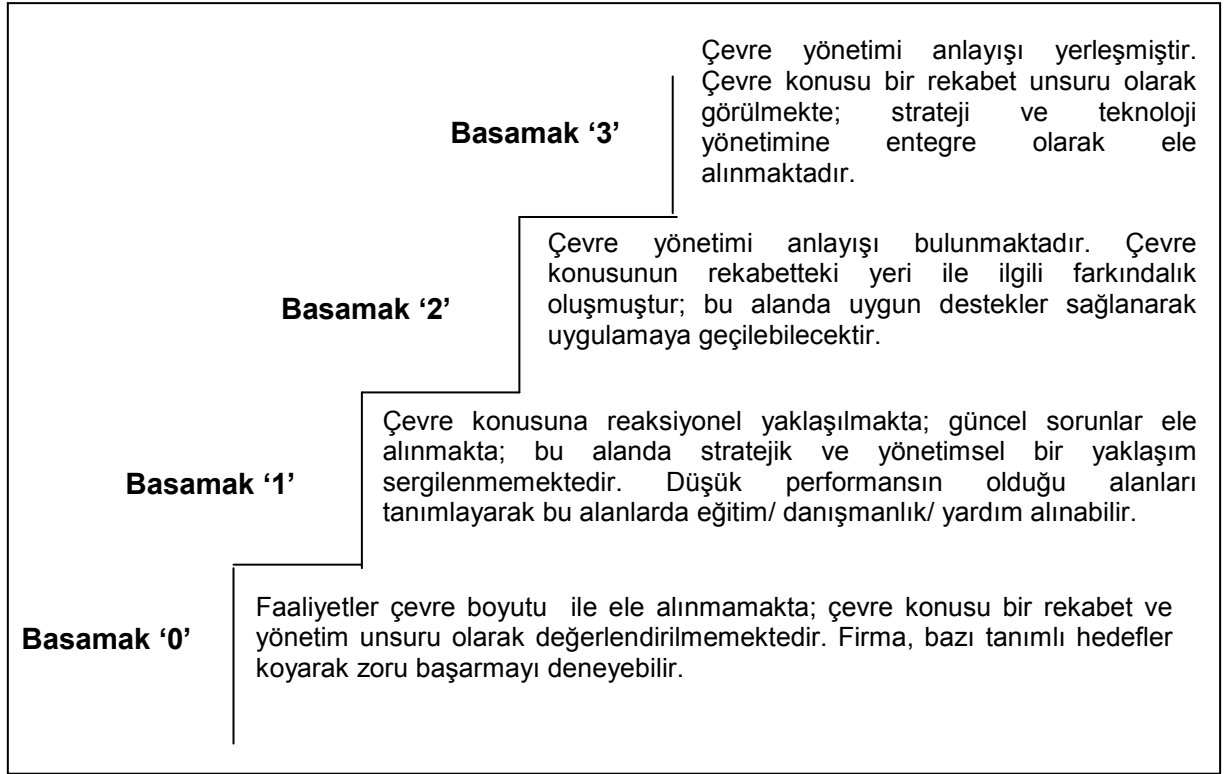 Çevre yönetimi anlayışı yerleşmiştir.
Çevre konusu bir rekabet unsuru olarak
görülmekte; strateji ve teknoloji
yönetimine entegre olarak ele
alınmaktadır.
Basamak ‘3’
Çevre yönetimi anlayışı bulunmaktadır. Çevre
konusunun rekabetteki yeri ile ilgili farkındalık
oluşmuştur; bu alanda uygun destekler sağlanarak
uygulamaya geçilebilecektir.
Basamak ‘2’
Çevre konusuna reaksiyonel yaklaşılmakta; güncel sorunlar ele
alınmakta; bu alanda stratejik ve yönetimsel bir yaklaşım
sergilenmemektedir. Düşük performansın olduğu alanları
tanımlayarak bu alanlarda eğitim/ danışmanlık/ yardım alınabilir.
Basamak ‘1’
Faaliyetler çevre boyutu ile ele alınmamakta; çevre konusu bir rekabet ve
yönetim unsuru olarak değerlendirilmemektedir. Firma, bazı tanımlı hedefler
koyarak zoru başarmayı deneyebilir.
Basamak ‘0’